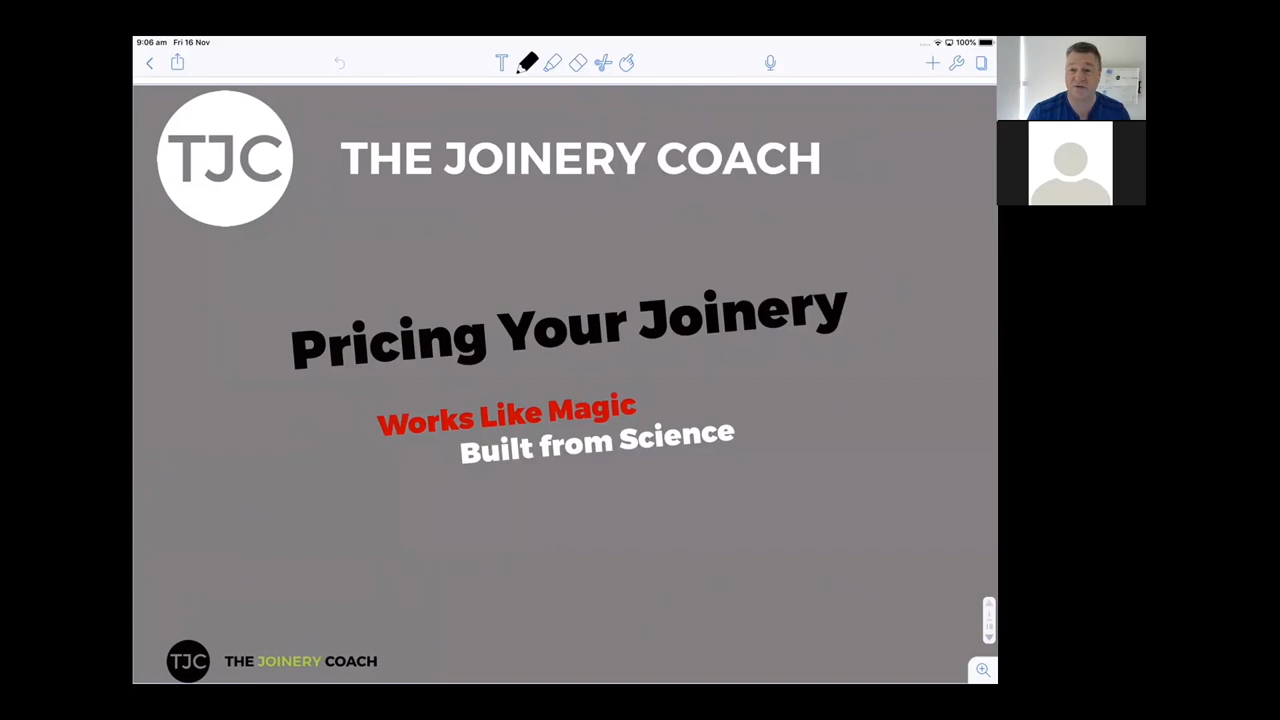 9:06 am Fri 16 Nov
100%
T
TJC
THE JOINERY COACH
Pricing Your Joinery
Works Like Magic
Built from Science
TJC
THE JOINERY COACH
18